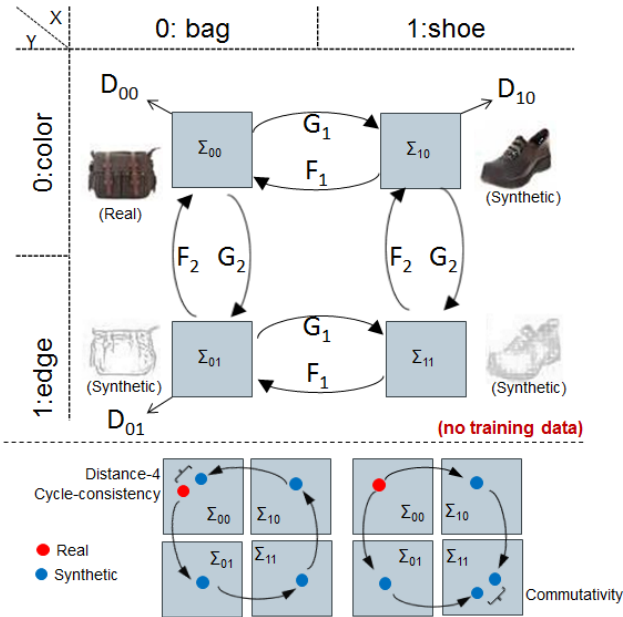 X
Y
0: bag
1:shoe
0:color
1:edge
D00
D10
Σ00
G1
F1
Σ10
(Real)
(Synthetic)
F2
G2
F2
G2
Σ01
G1
F1
Σ11
(Synthetic)
(Synthetic)
D01
(no training data)
Distance-4
Cycle-consistency
Σ00
Σ10
Σ01
Σ11
Real
Synthetic
Σ00
Σ10
Σ01
Σ11
Commutativity